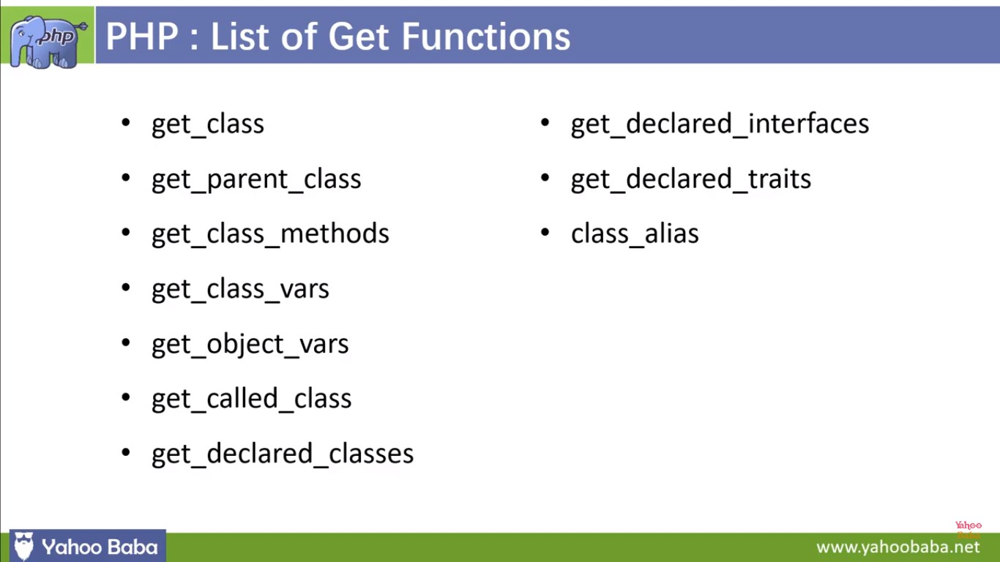 php
PHP : List of Get Functions
• get_class
• get_parent_class
• get_class_methods
• get_class_vars
• get_object_vars
• get_called_class
• get_declared_classes
• get_declared_interfaces
• get_declared_traits
• class_alias
Yahoo
Baba
Yahoo Baba
www.yahoobaba.net